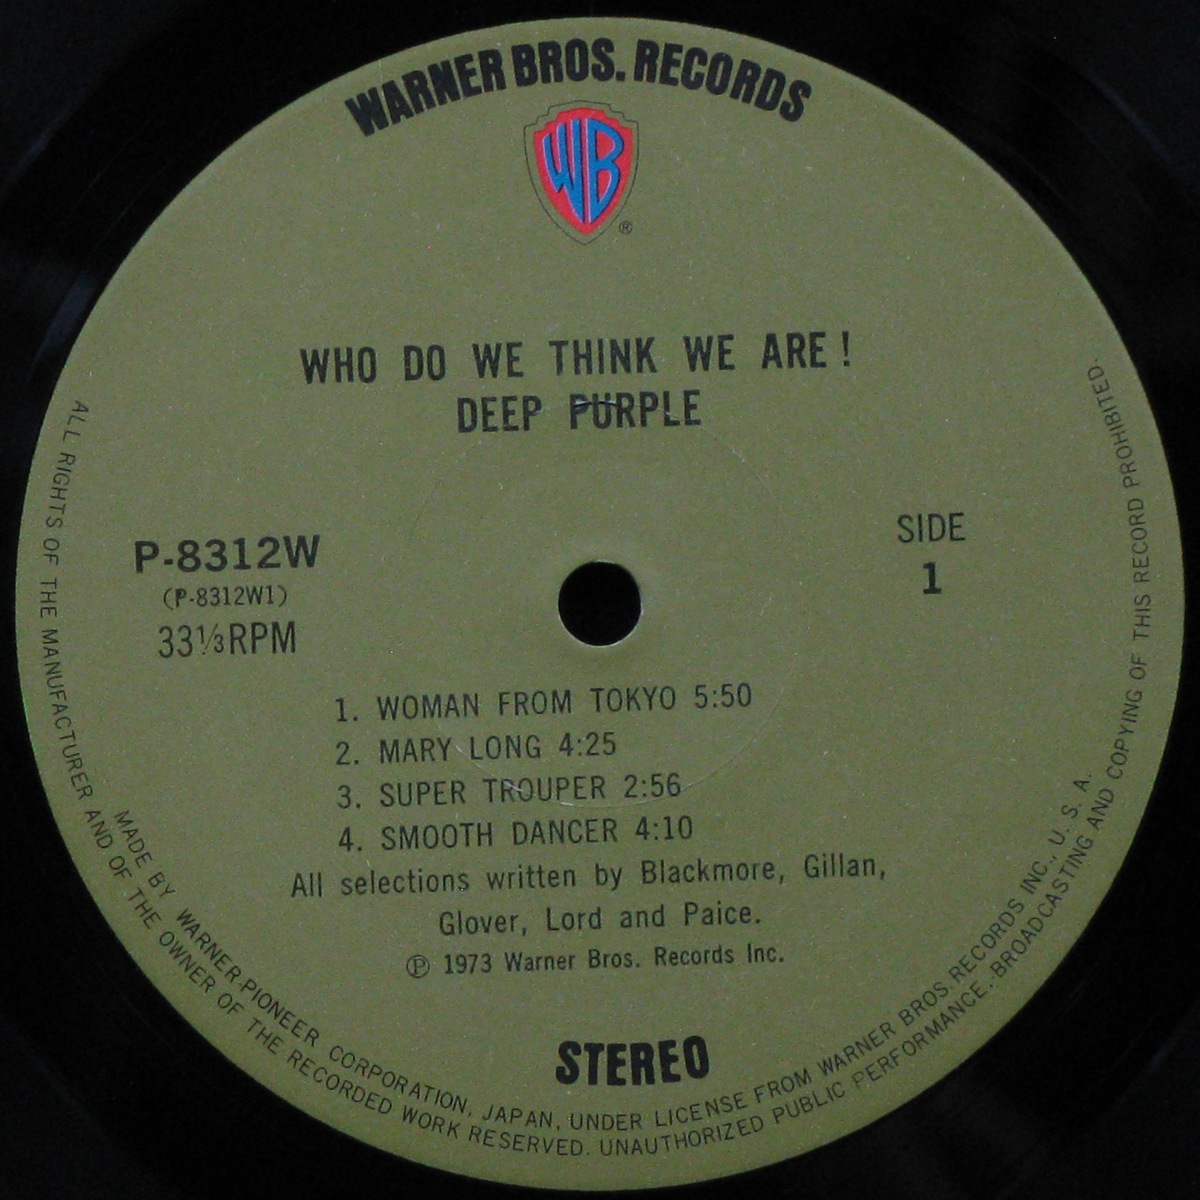 WARNER BROS. RECORDS
WB
®
WHO DO WE THINK WE ARE !
DEEP PURPLE
P-8312W
(P-8312W1)
33⅓RPM
SIDE
1
1. WOMAN FROM TOKYO 5:50
2. MARY LONG 4:25
3. SUPER TROUPER 2:56
4. SMOOTH DANCER 4:10
All selections written by Blackmore, Gillan,
Glover, Lord and Paice.
Ⓟ 1973 Warner Bros. Records Inc.
STEREO
MADE BY WARNER-PIONEER CORPORATION, JAPAN, UNDER LICENSE FROM WARNER BROS. RECORDS INC., U. S. A.
ALL RIGHTS OF THE MANUFACTURER AND OF THE OWNER OF THE RECORDED WORK RESERVED. UNAUTHORIZED PUBLIC PERFORMANCE, BROADCASTING AND COPYING OF THIS RECORD PROHIBITED.